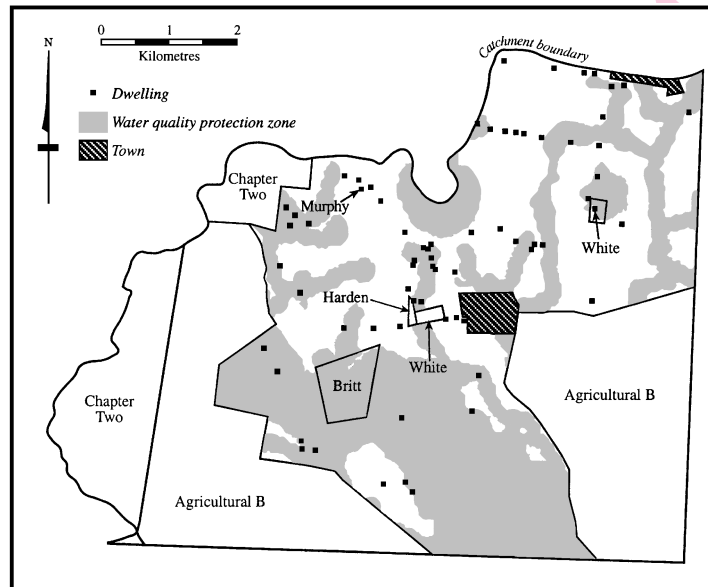 N
0 1 2
Kilometres
Dwelling
Water quality protection zone
Town
Catchment boundary
Chapter
Two
Murphy
White
Harden
White
Britt
Chapter
Two
Agricultural B
Agricultural B